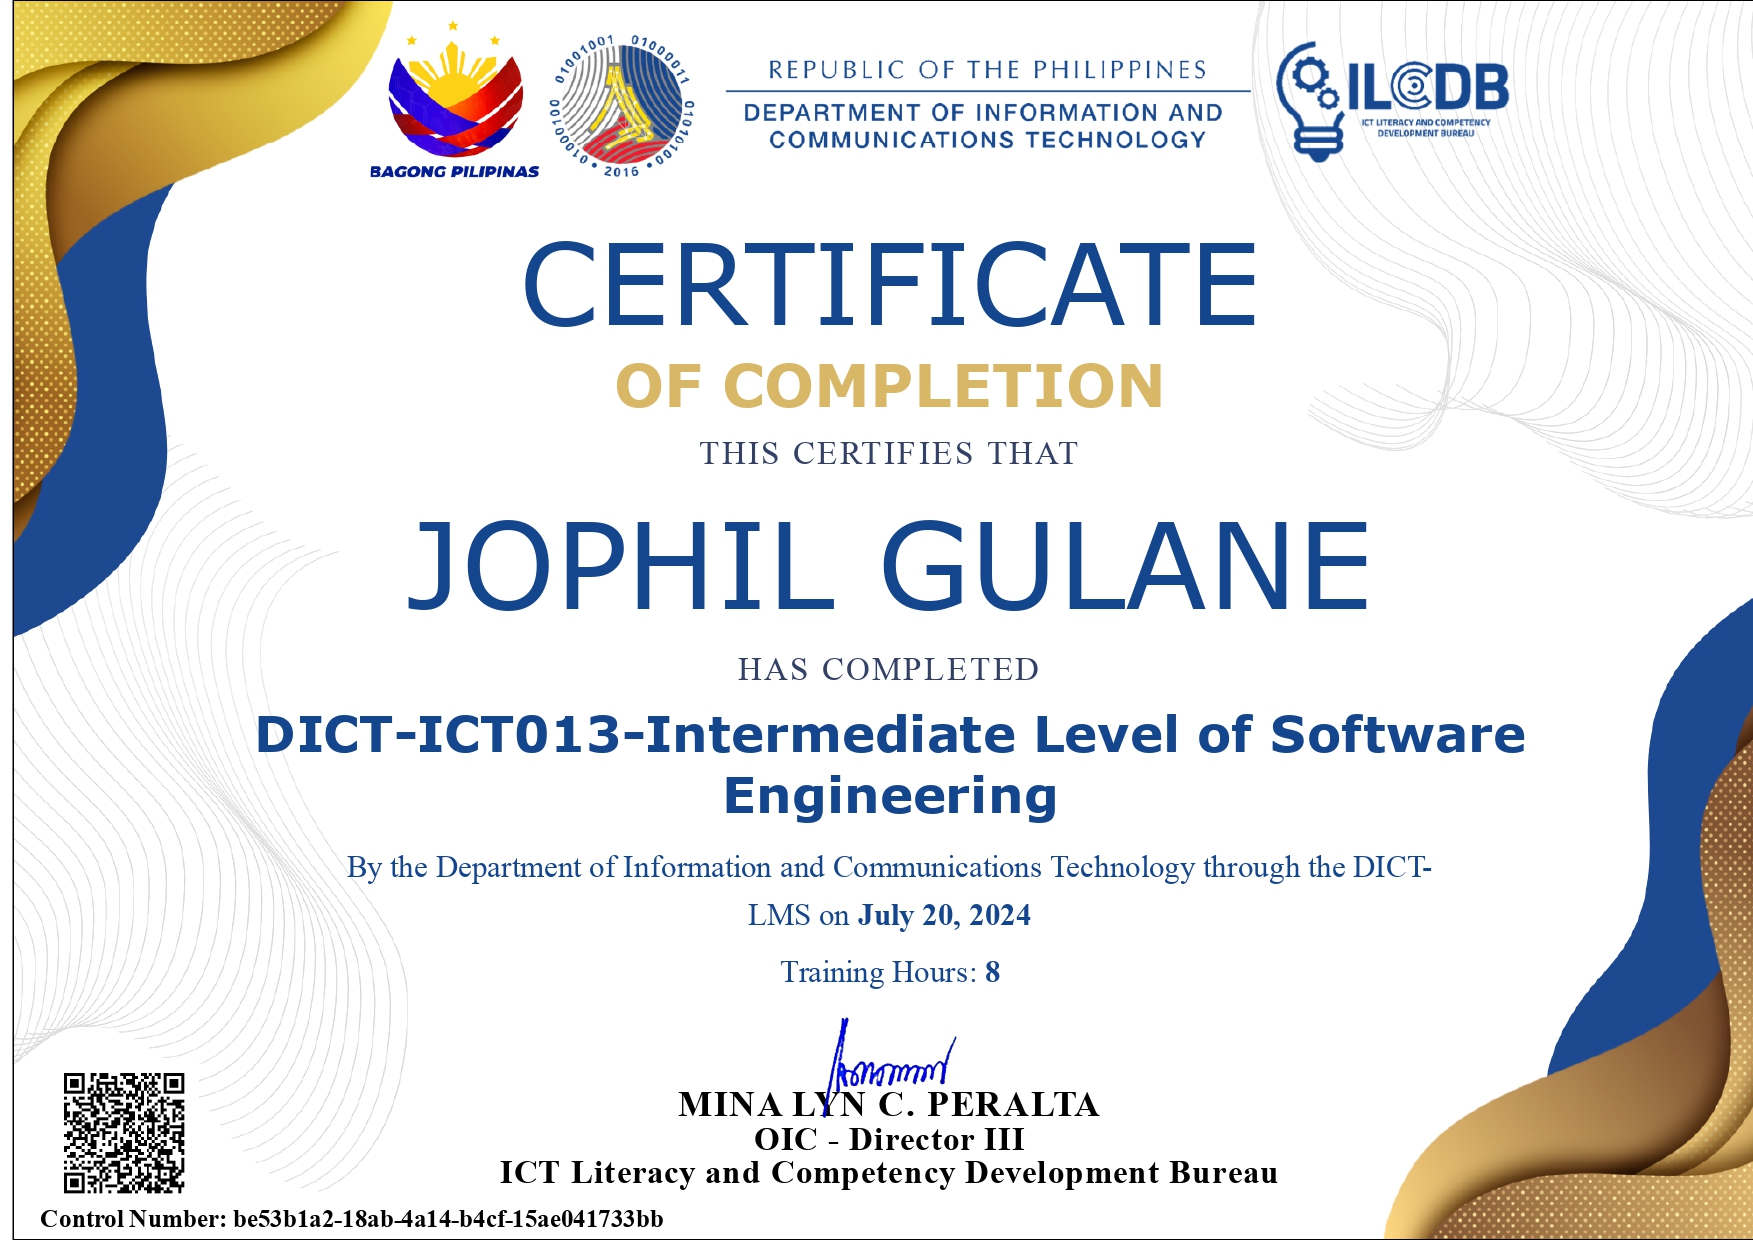 BAGONG PILIPINAS
01000100 01001001 01000011 01010100 • 2016 •
REPUBLIC OF THE PHILIPPINES
DEPARTMENT OF INFORMATION AND
COMMUNICATIONS TECHNOLOGY
ILCDB
ICT LITERACY AND COMPETENCY
DEVELOPMENT BUREAU
CERTIFICATE
OF COMPLETION
THIS CERTIFIES THAT
JOPHIL GULANE
HAS COMPLETED
DICT-ICT013-Intermediate Level of Software
Engineering
By the Department of Information and Communications Technology through the DICT-
LMS on July 20, 2024
Training Hours: 8
MINA LYN C. PERALTA
OIC - Director III
ICT Literacy and Competency Development Bureau
Control Number: be53b1a2-18ab-4a14-b4cf-15ae041733bb